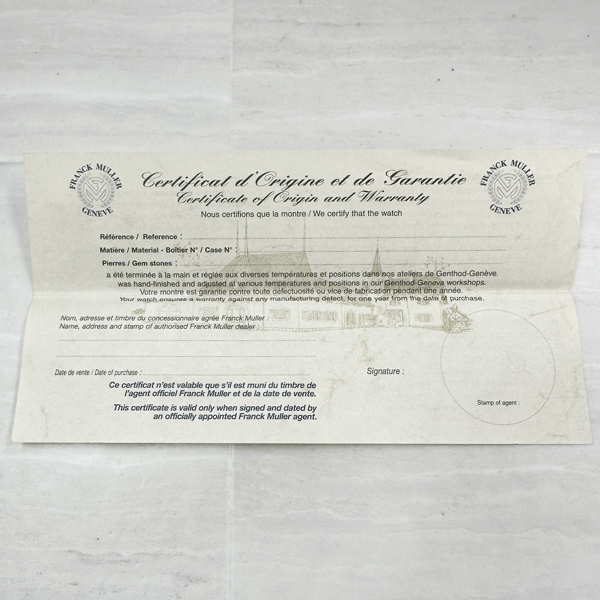 FRANCK MULLER
GENEVE
Certificat d'Origine et de Garantie
Certificate of Origin and Warranty
FRANCK MULLER
GENEVE
Nous certifions que la montre / We certify that the watch
Référence / Reference :
Matière / Material - Boîtier N° / Case N° :
Pierres / Gem stones :
a été terminée à la main et réglée aux diverses températures et positions dans nos ateliers de Genthod-Genève.
was hand-finished and adjusted at various temperatures and positions in our Genthod-Geneva workshops.
Votre montre est garantie contre toute défectuosité ou vice de fabrication pendant une année.
Your watch ensures a warranty against any manufacturing defect, for one year from the date of purchase.
Nom, adresse et timbre du concessionnaire agréé Franck Muller :
Name, address and stamp of authorised Franck Muller dealer :
Date de vente / Date of purchase :
Signature :
Stamp of agent :
Ce certificat n'est valable que s'il est muni du timbre de
l'agent officiel Franck Muller et de la date de vente.
This certificate is valid only when signed and dated by
an officially appointed Franck Muller agent.